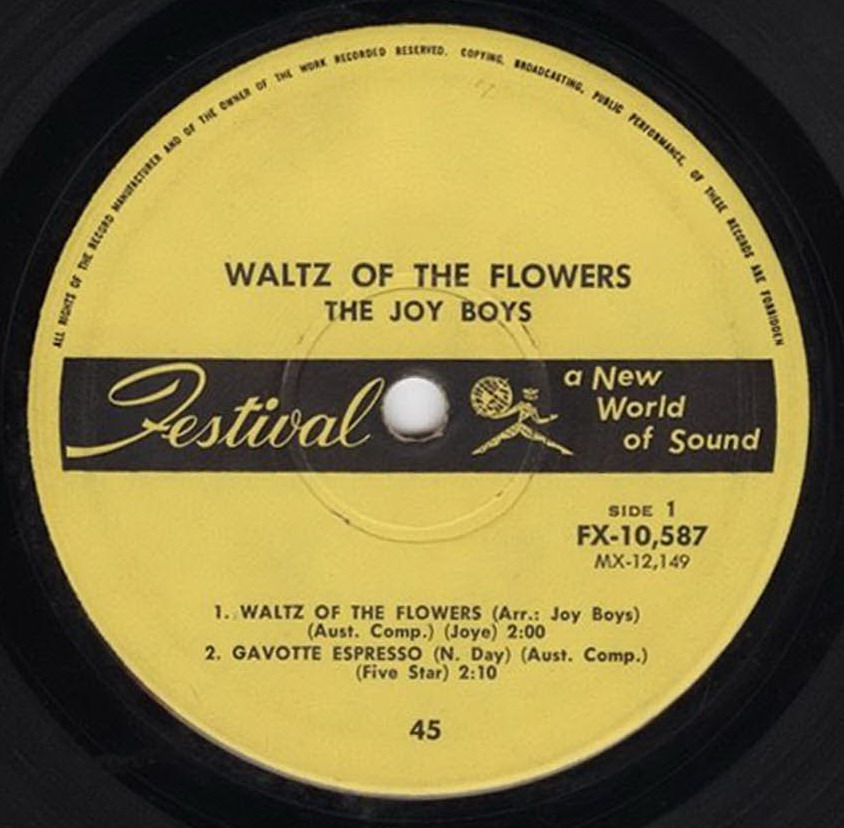 ALL RIGHTS OF THE RECORD MANUFACTURER AND OF THE OWNER OF THE WORK RECORDED RESERVED. COPYING, BROADCASTING, PUBLIC PERFORMANCE, OF THESE RECORDS ARE FORBIDDEN
WALTZ OF THE FLOWERS
THE JOY BOYS
Festival
a New
World
of Sound
SIDE 1
FX-10,587
MX-12,149
1. WALTZ OF THE FLOWERS (Arr.: Joy Boys)
(Aust. Comp.) (Joye) 2:00
2. GAVOTTE ESPRESSO (N. Day) (Aust. Comp.)
(Five Star) 2:10
45